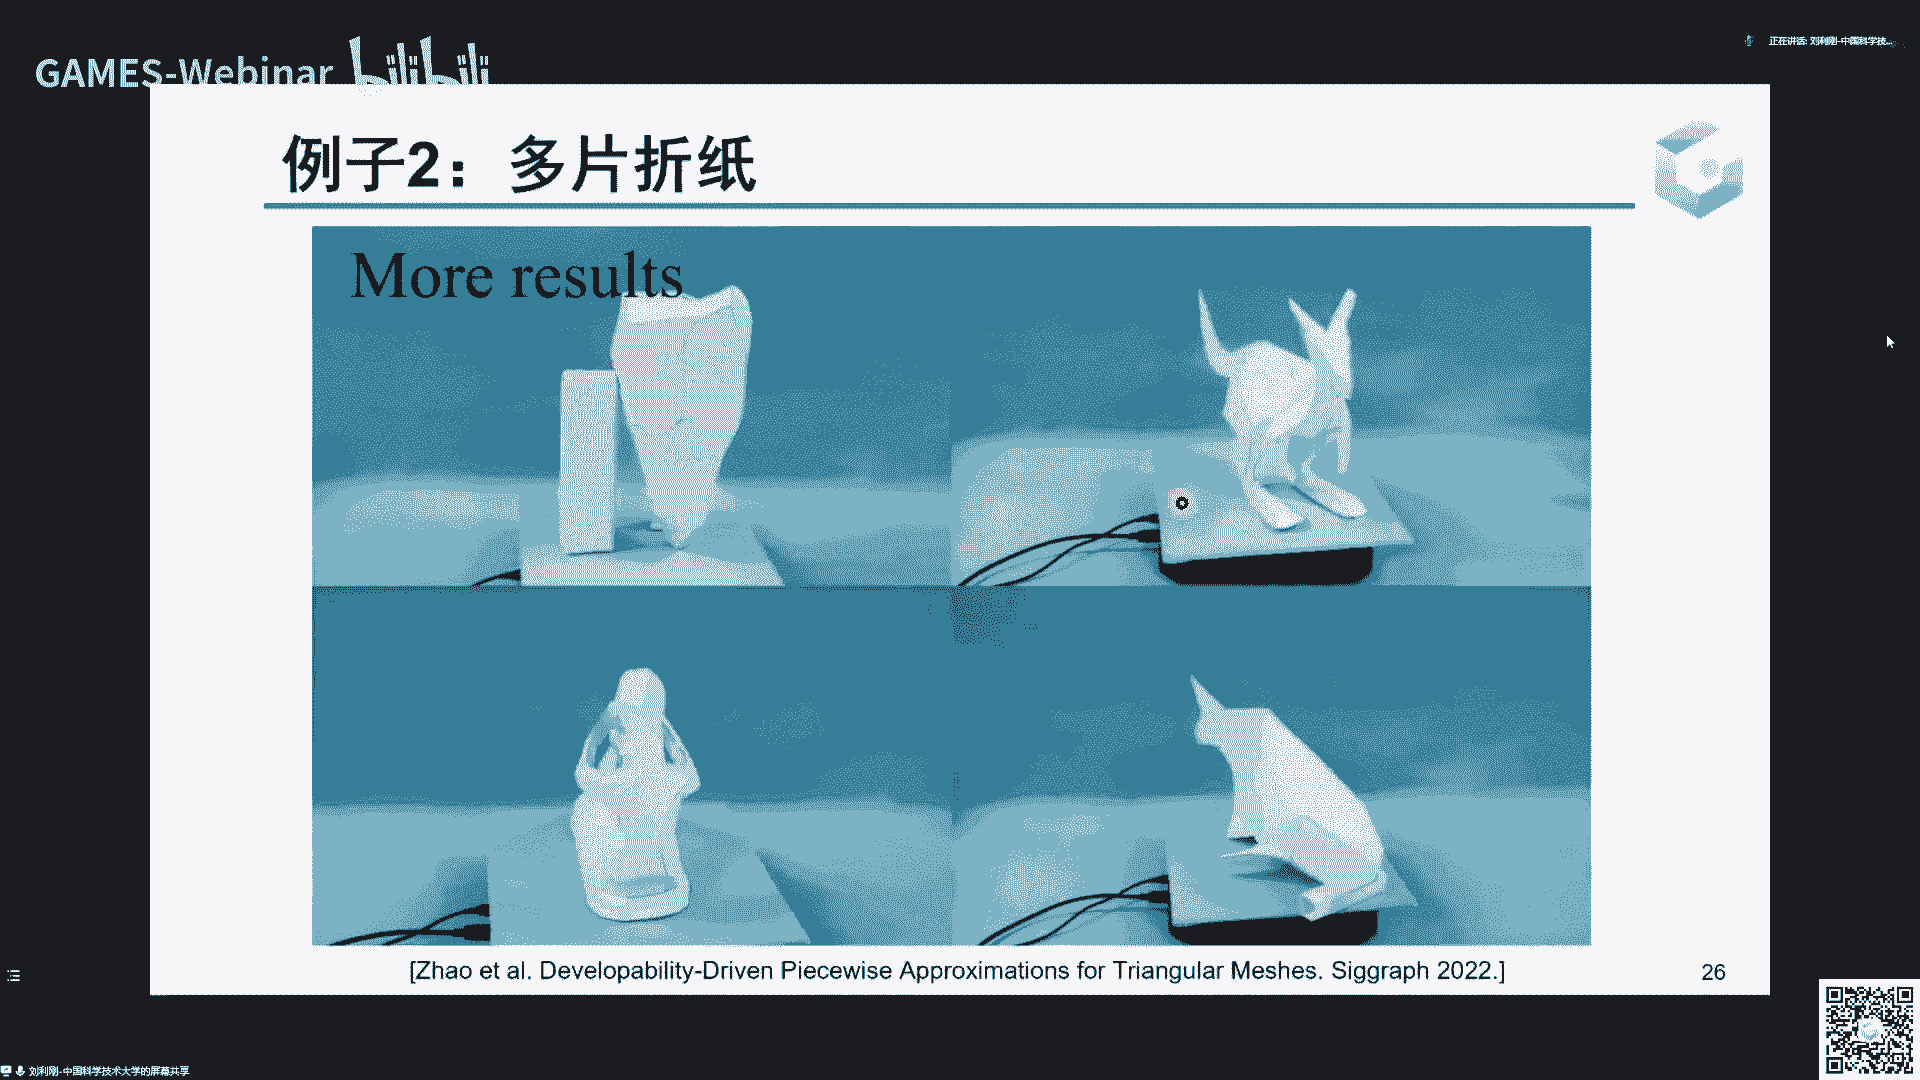 GAMES-Webinar bilibili
正在讲话: 刘利刚-中国科学技...
例子2：多片折纸
More results
[Zhao et al. Developability-Driven Piecewise Approximations for Triangular Meshes. Siggraph 2022.]
26
刘利刚-中国科学技术大学的屏幕共享